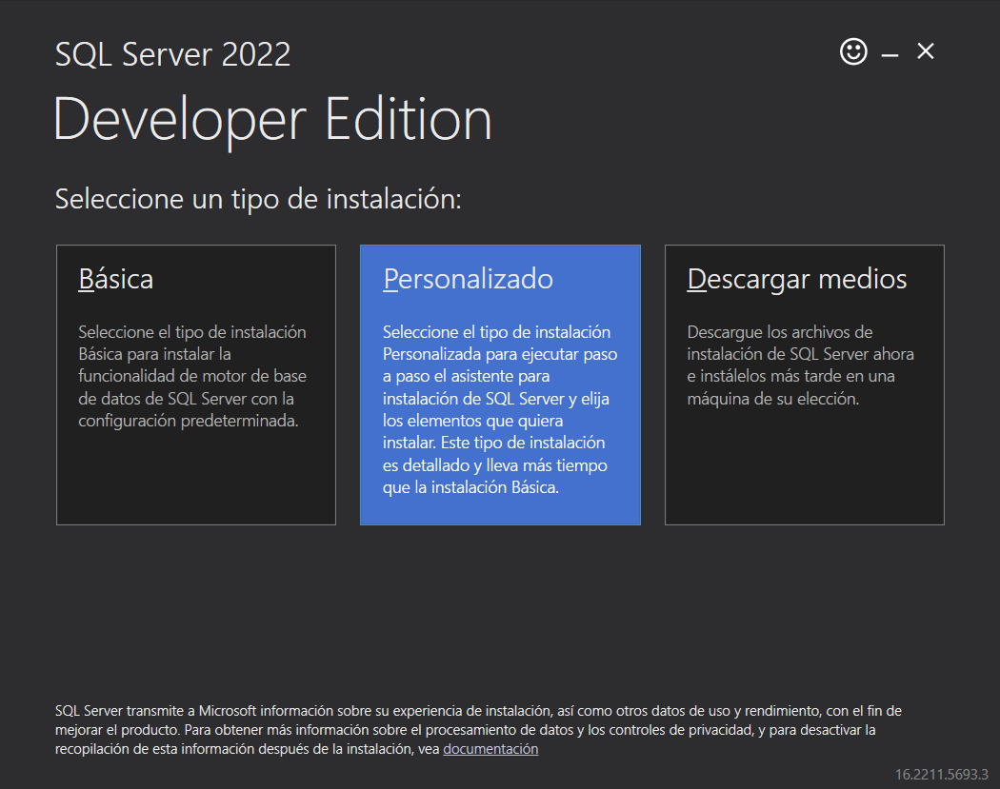 SQL Server 2022
Developer Edition
Seleccione un tipo de instalación:
Básica
Seleccione el tipo de instalación
Básica para instalar la
funcionalidad de motor de base
de datos de SQL Server con la
configuración predeterminada.
Personalizado
Seleccione el tipo de instalación
Personalizada para ejecutar paso
a paso el asistente para
instalación de SQL Server y elija
los elementos que quiera
instalar. Este tipo de instalación
es detallado y lleva más tiempo
que la instalación Básica.
Descargar medios
Descargue los archivos de
instalación de SQL Server ahora
e instálelos más tarde en una
máquina de su elección.
SQL Server transmite a Microsoft información sobre su experiencia de instalación, así como otros datos de uso y rendimiento, con el fin de
mejorar el producto. Para obtener más información sobre el procesamiento de datos y los controles de privacidad, y para desactivar la
recopilación de esta información después de la instalación, vea documentación
16.2211.5693.3